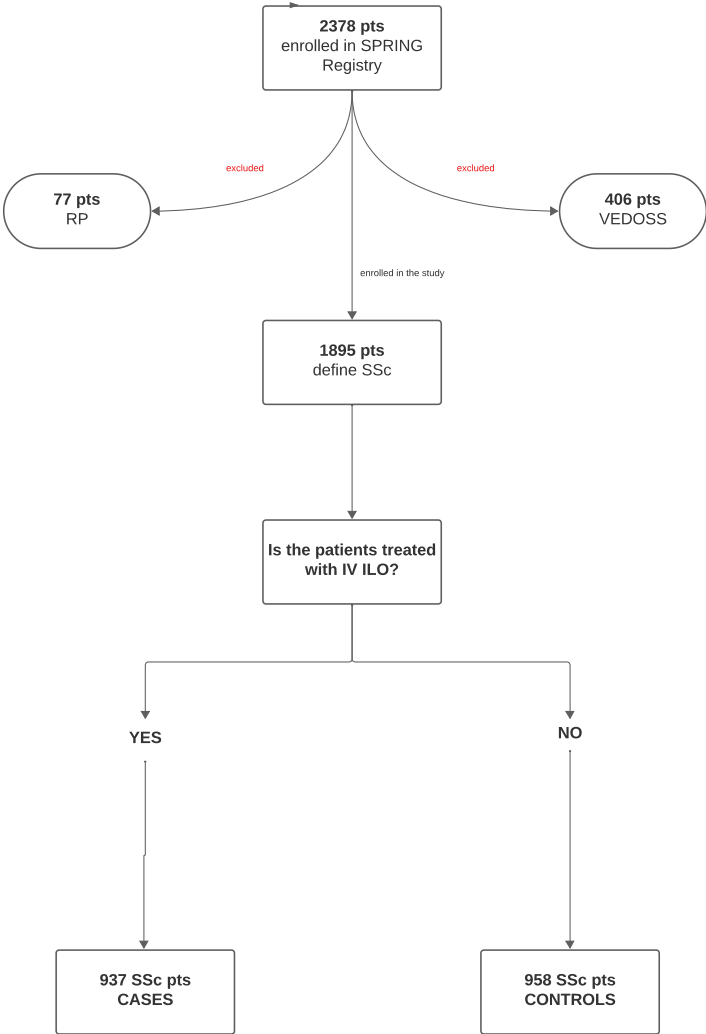 2378 pts
enrolled in SPRING
Registry
excluded
excluded
77 pts
RP
406 pts
VEDOSS
enrolled in the study
1895 pts
define SSc
Is the patients treated
with IV ILO?
YES
NO
937 SSc pts
CASES
958 SSc pts
CONTROLS